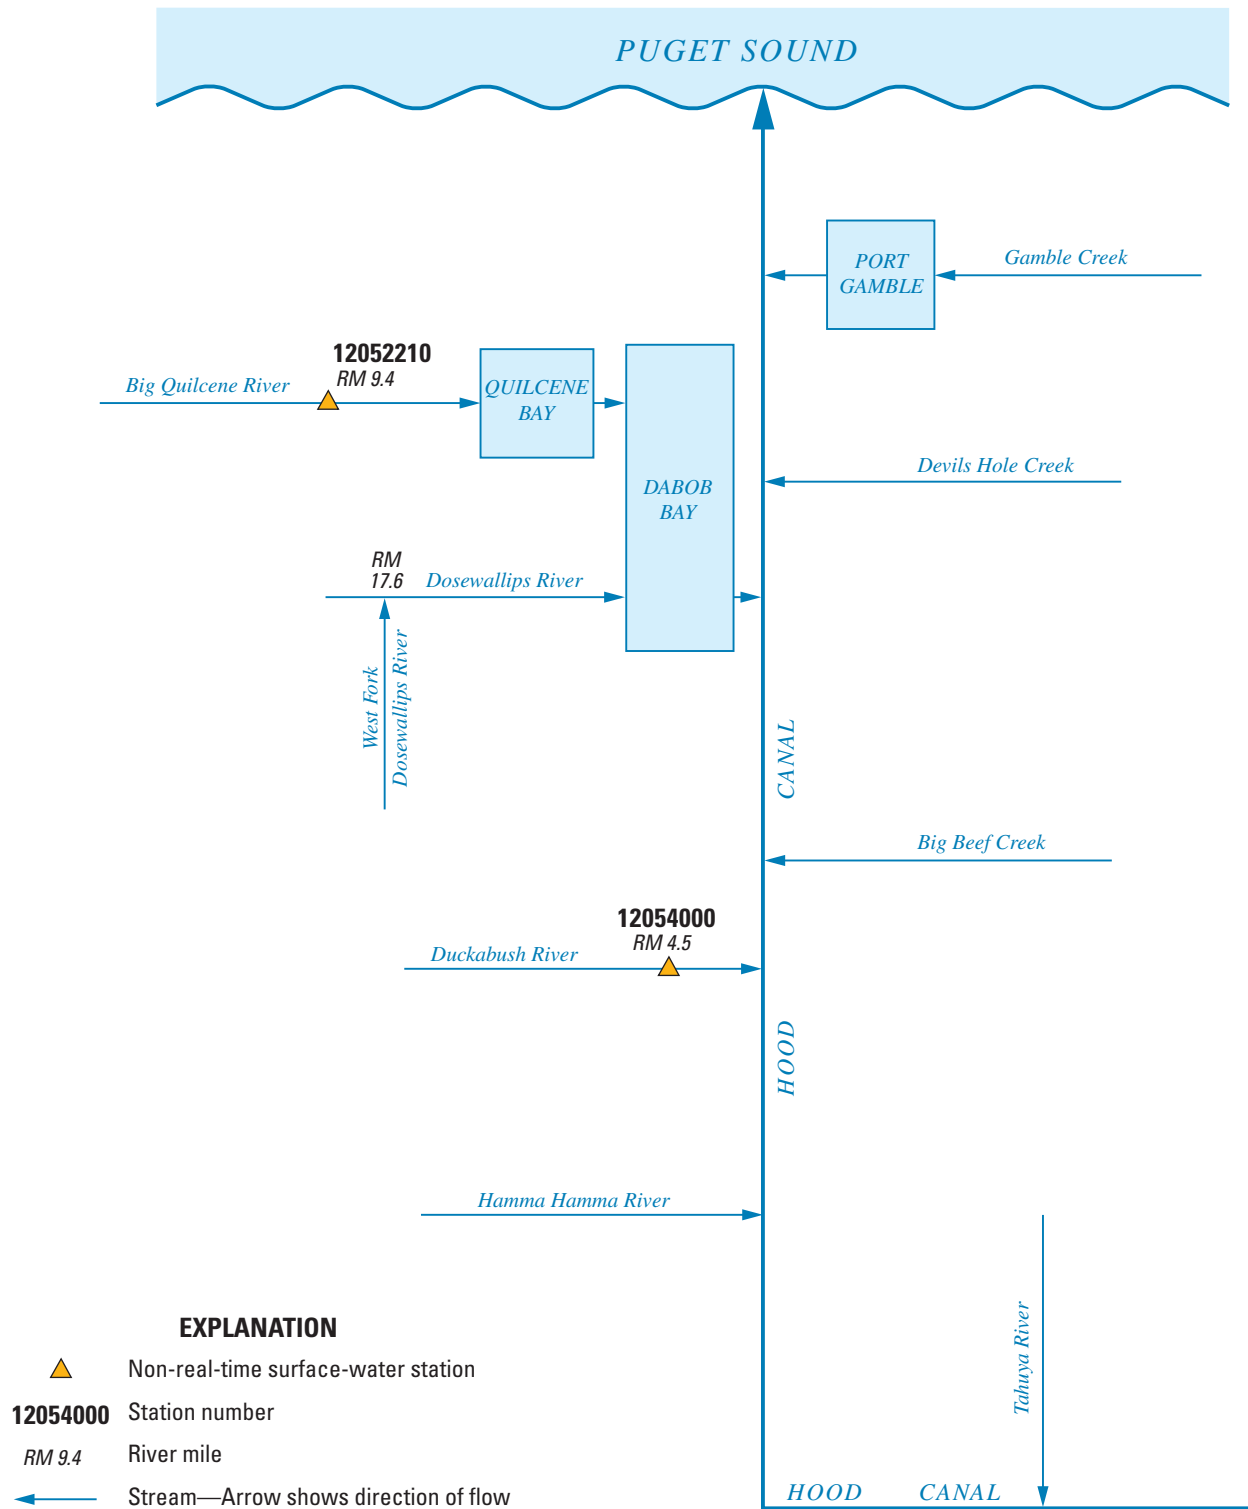 PUGET SOUND
PORT
GAMBLE
Gamble Creek
12052210
RM 9.4
Big Quilcene River
QUILCENE
BAY
DABOB
BAY
Devils Hole Creek
RM
17.6
Dosewallips River
West Fork
Dosewallips River
CANAL
Big Beef Creek
12054000
RM 4.5
Duckabush River
HOOD
Hamma Hamma River
Tahuya River
EXPLANATION
Non-real-time surface-water station
12054000 Station number
RM 9.4 River mile
Stream—Arrow shows direction of flow
HOOD CANAL